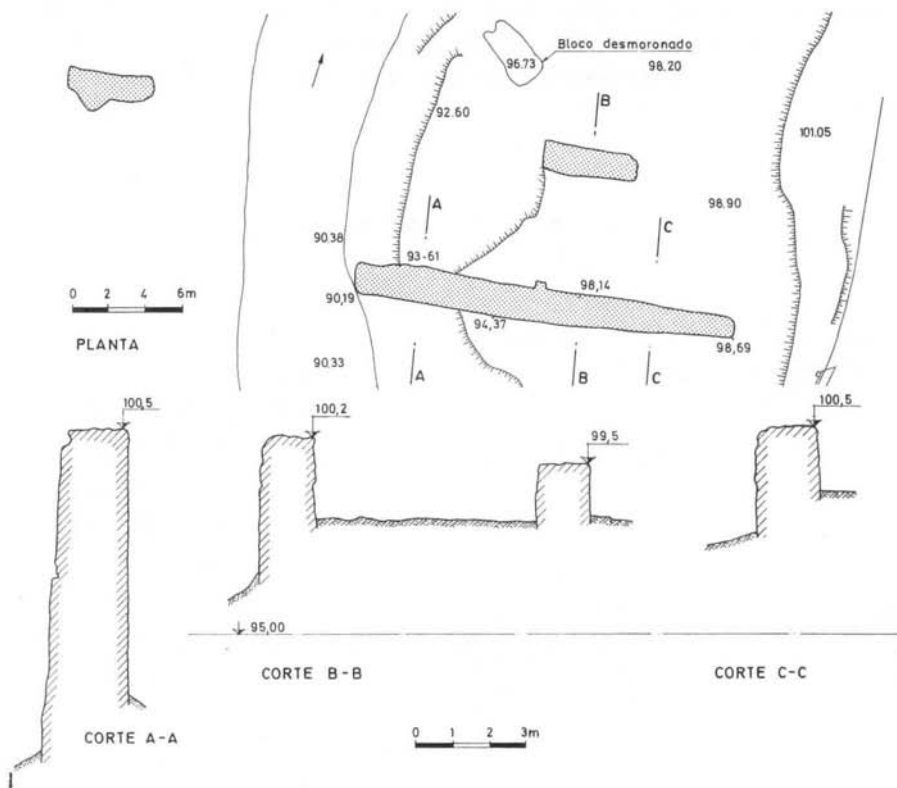 Bloco desmoronado
96.73
98.20
B
92.60
101.05
A
98.90
C
90.38
93-61
0 2 4 6m
90,19
98,14
94,37
PLANTA
98,69
90.33
A
B
C
100,5
100,2
99,5
100,5
95,00
CORTE B-B
CORTE C-C
CORTE A-A
0 1 2 3m